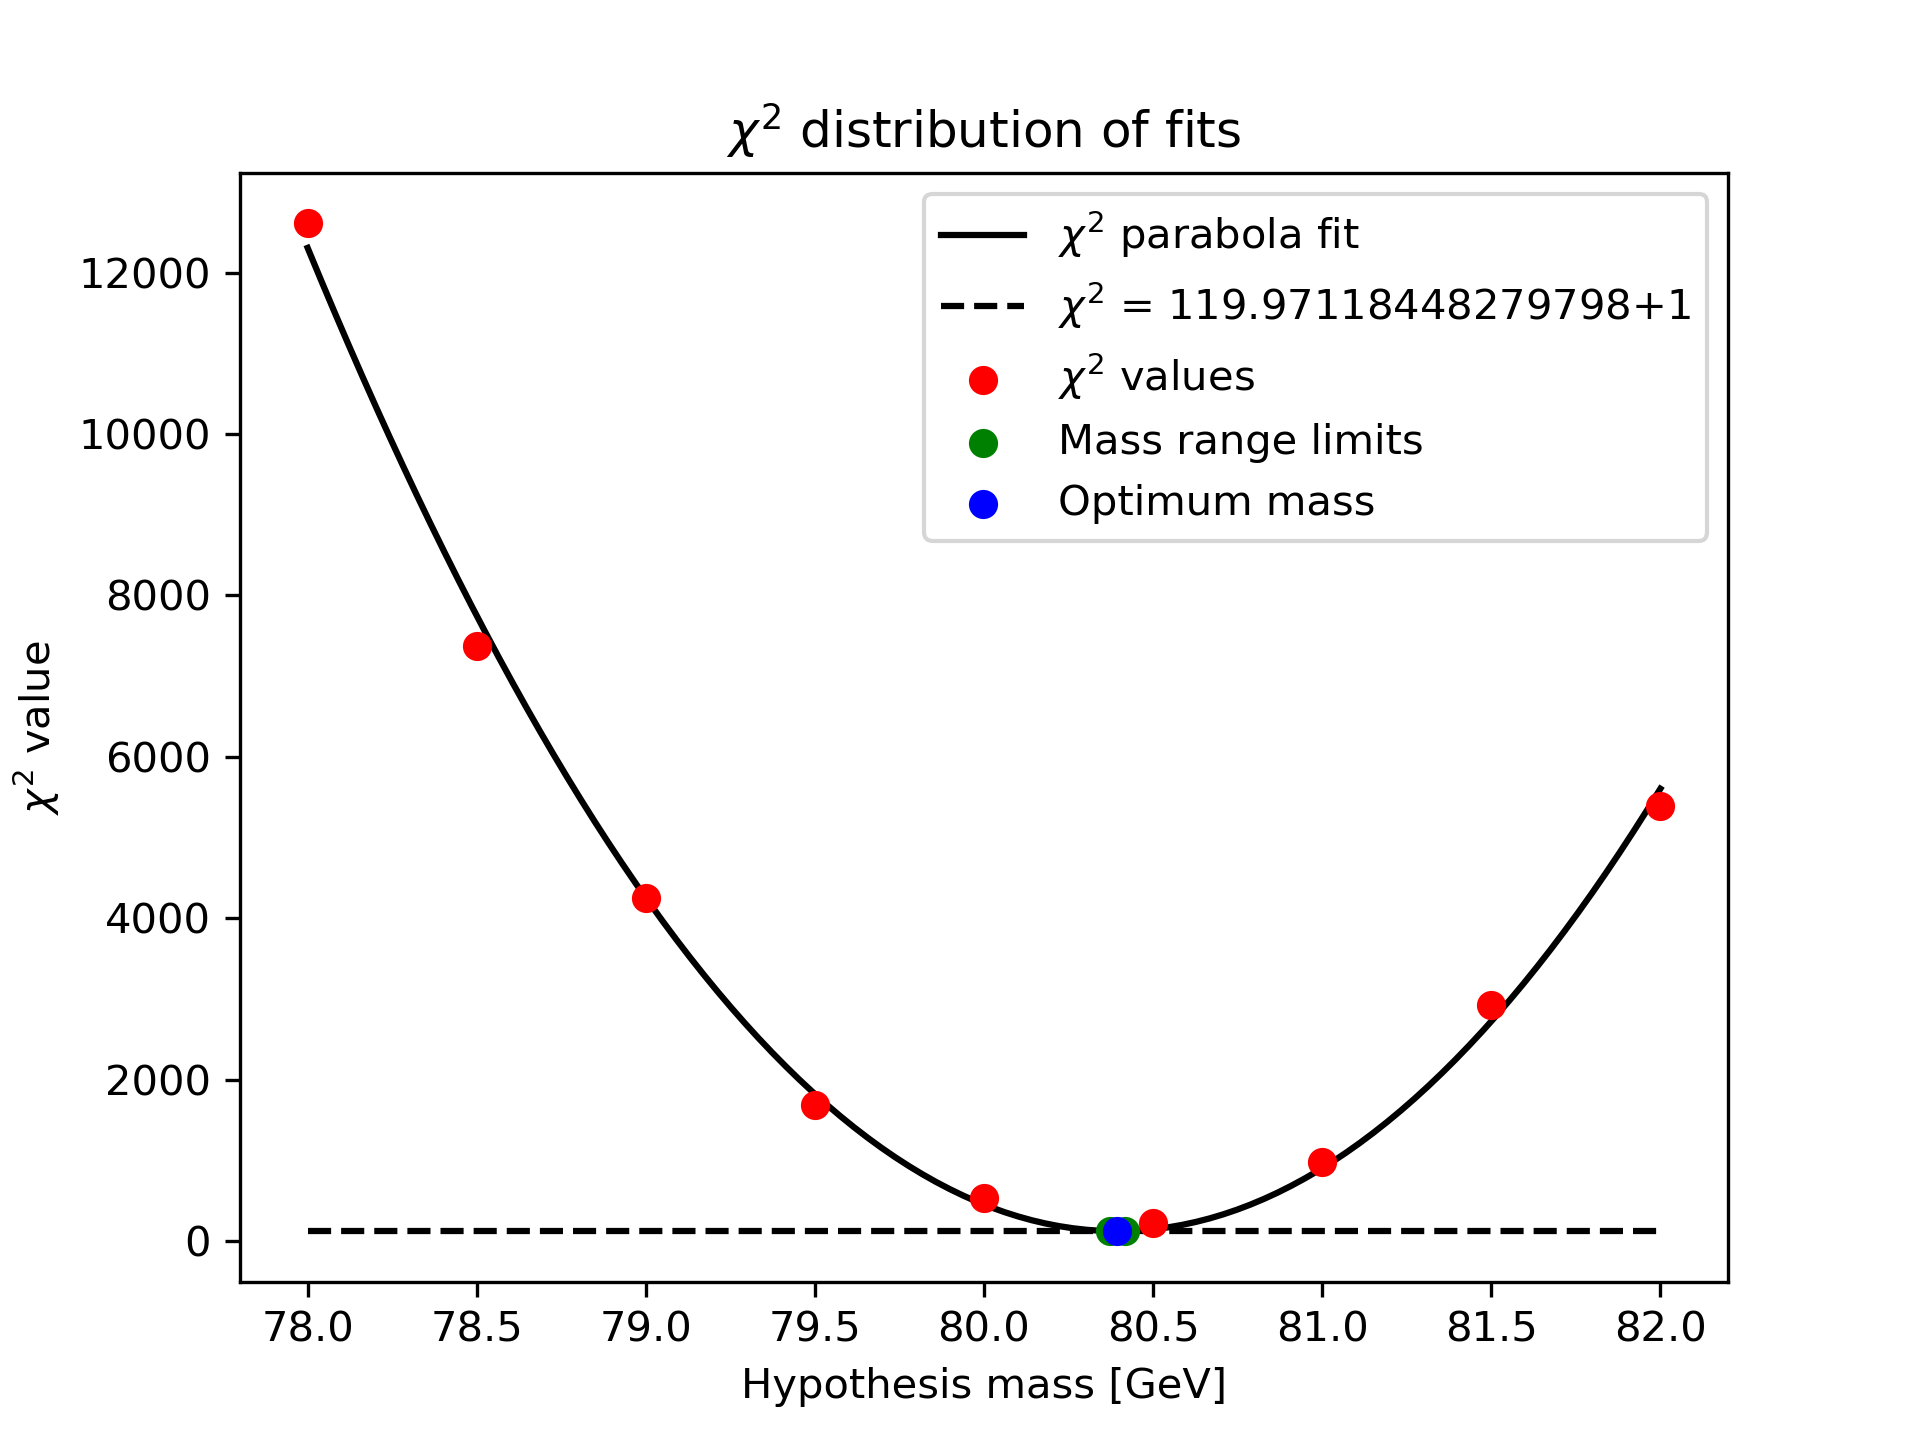 χ² distribution of fits
χ² parabola fit
χ² = 119.97118448279798+1
χ² values
Mass range limits
Optimum mass
χ² value
12000
10000
8000
6000
4000
2000
0
78.0 78.5 79.0 79.5 80.0 80.5 81.0 81.5 82.0
Hypothesis mass [GeV]